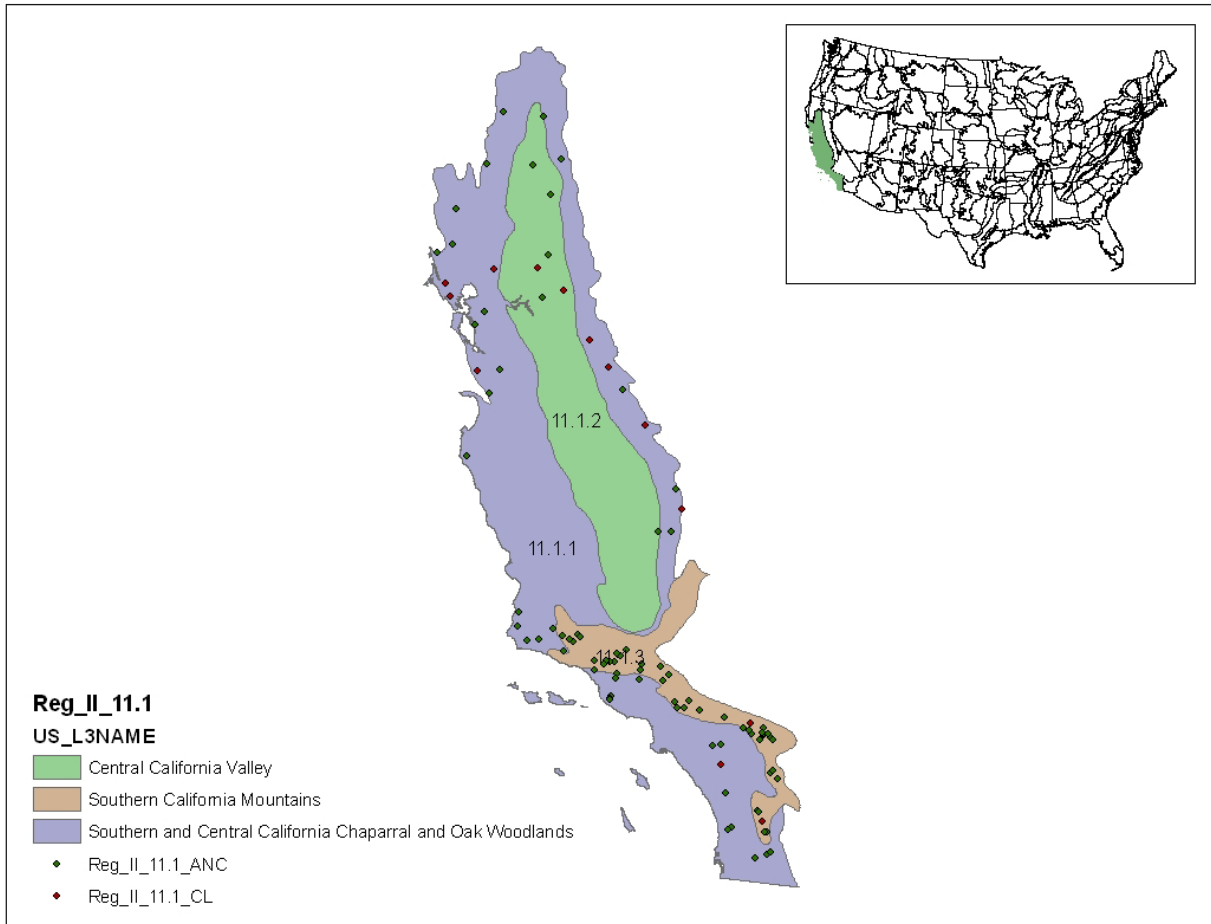 11.1.2
11.1.1
11.1.3
Reg_II_11.1
US_L3NAME
Central California Valley
Southern California Mountains
Southern and Central California Chaparral and Oak Woodlands
Reg_II_11.1_ANC
Reg_II_11.1_CL